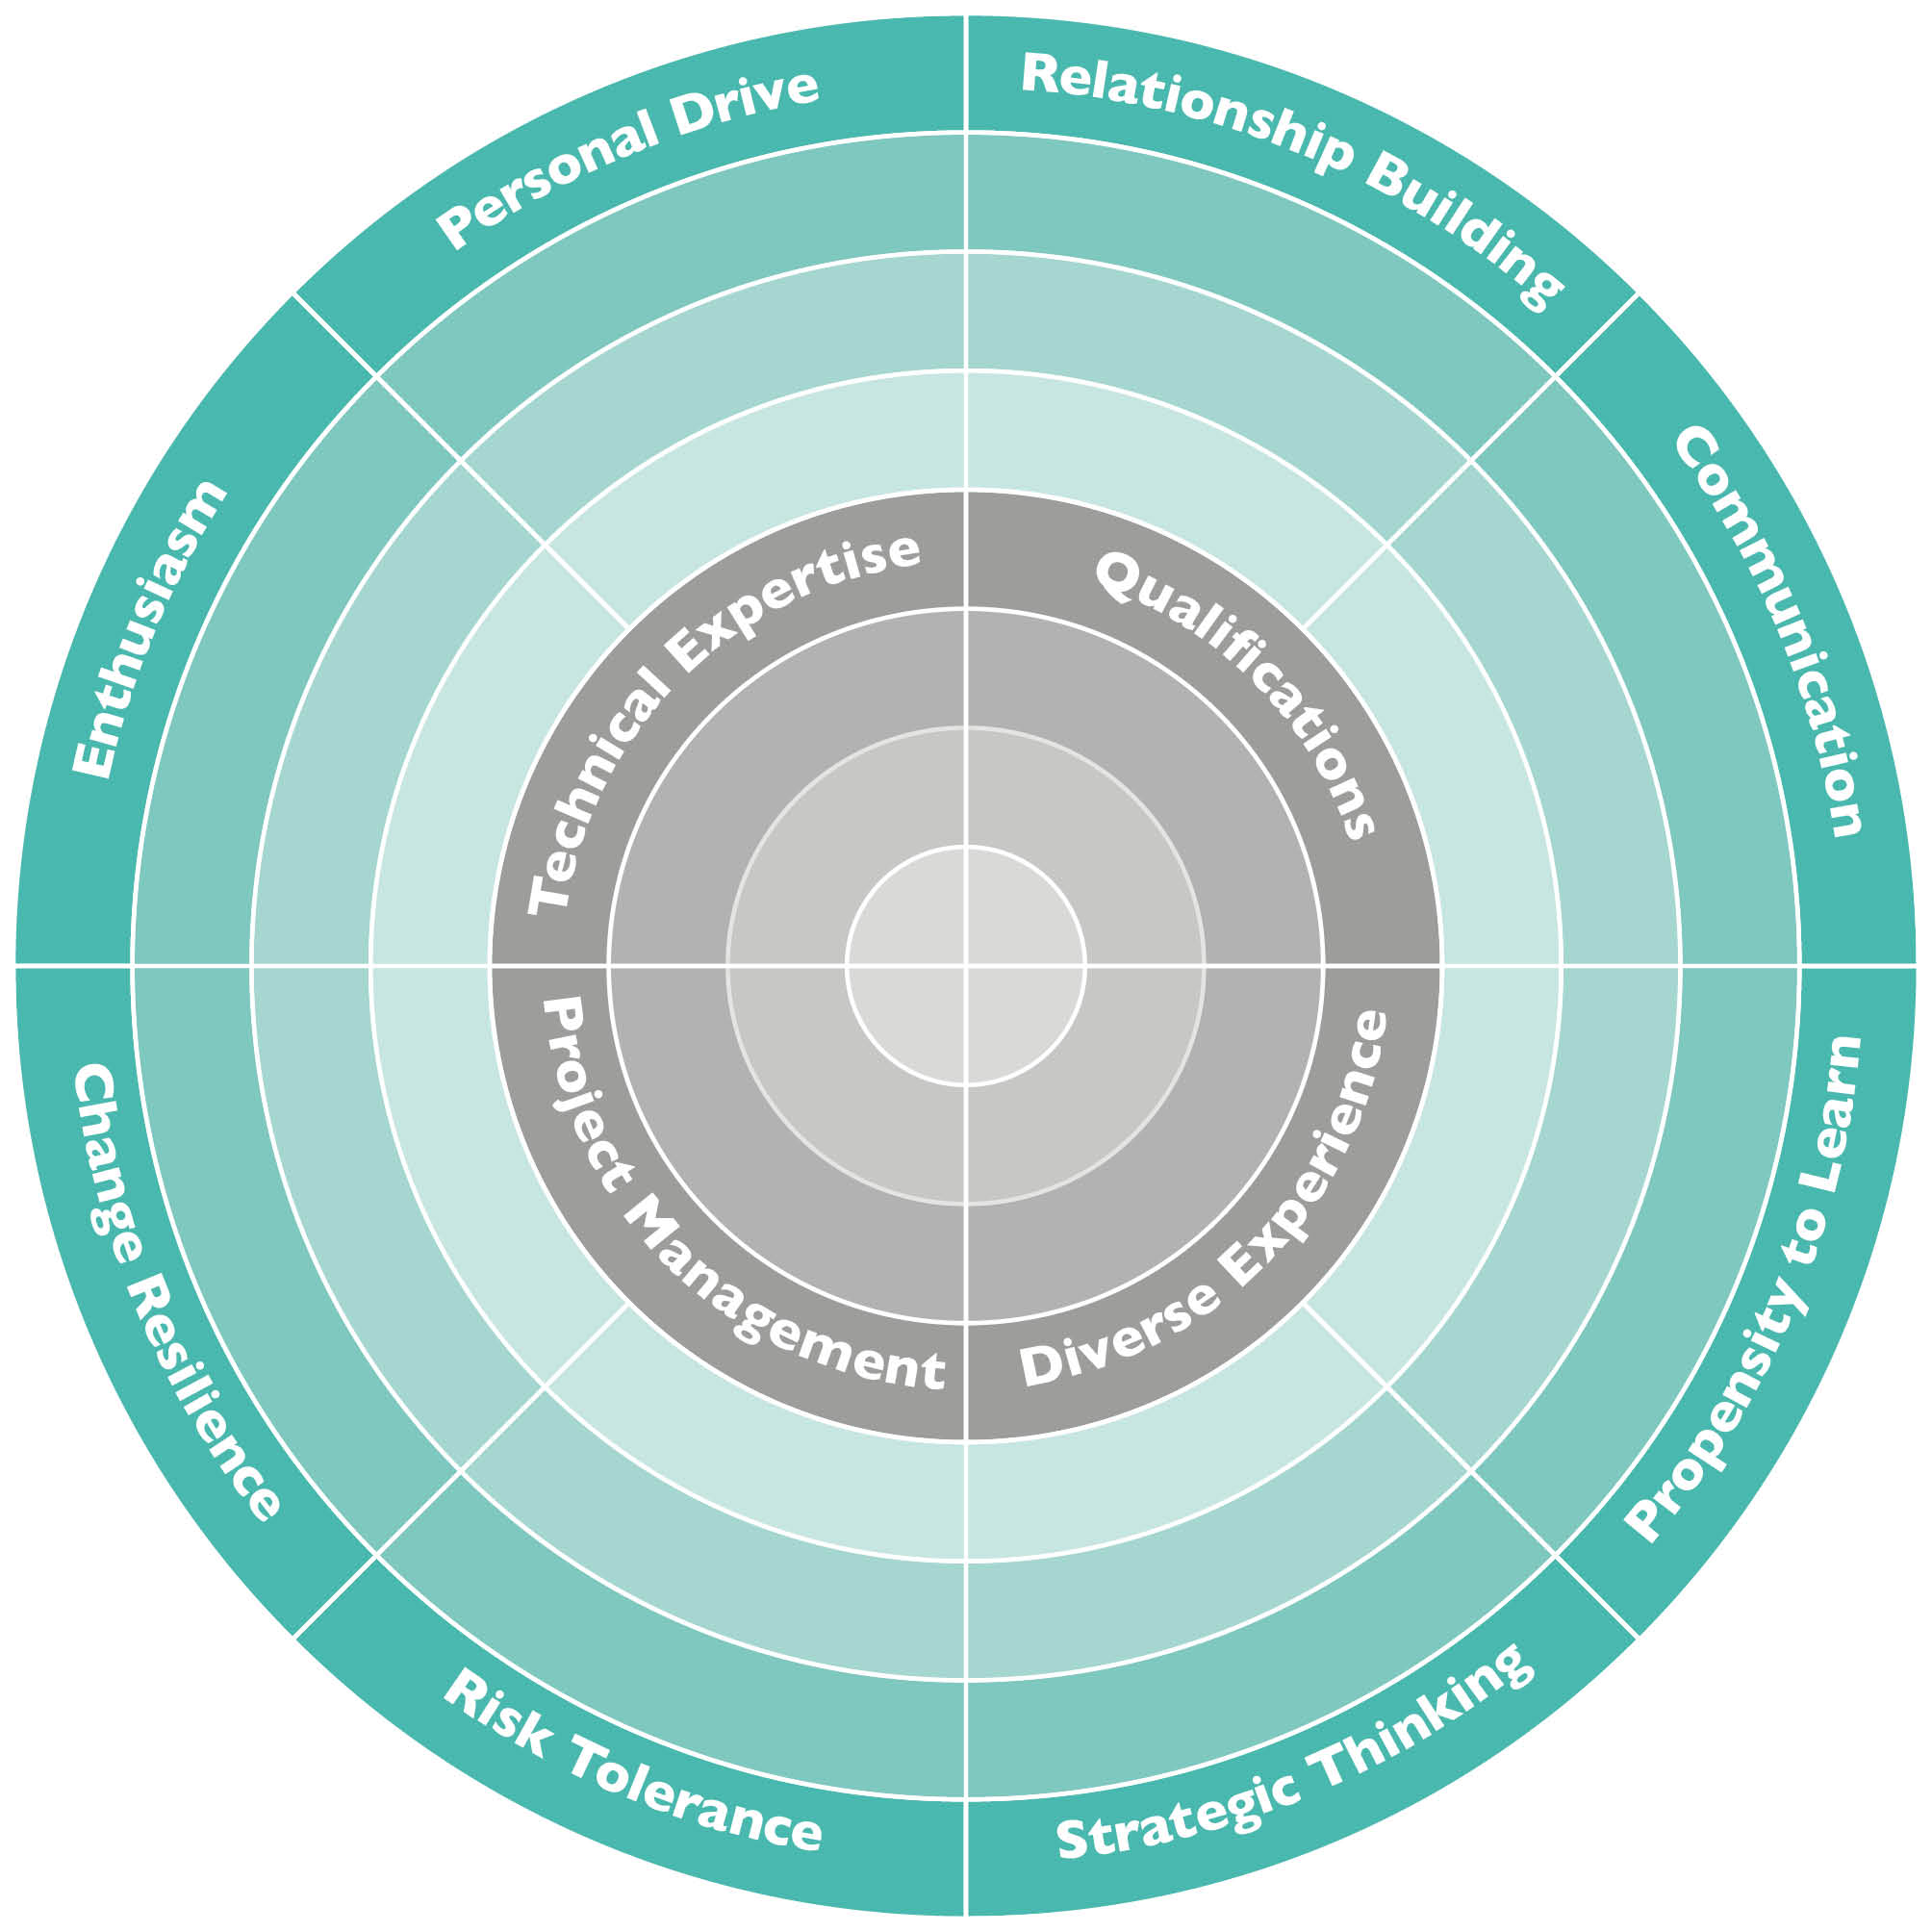 Relationship Building
Communication
Propensity to Learn
Strategic Thinking
Risk Tolerance
Change Resilience
Enthusiasm
Personal Drive
Qualifications
Diverse Experience
Project Management
Technical Expertise